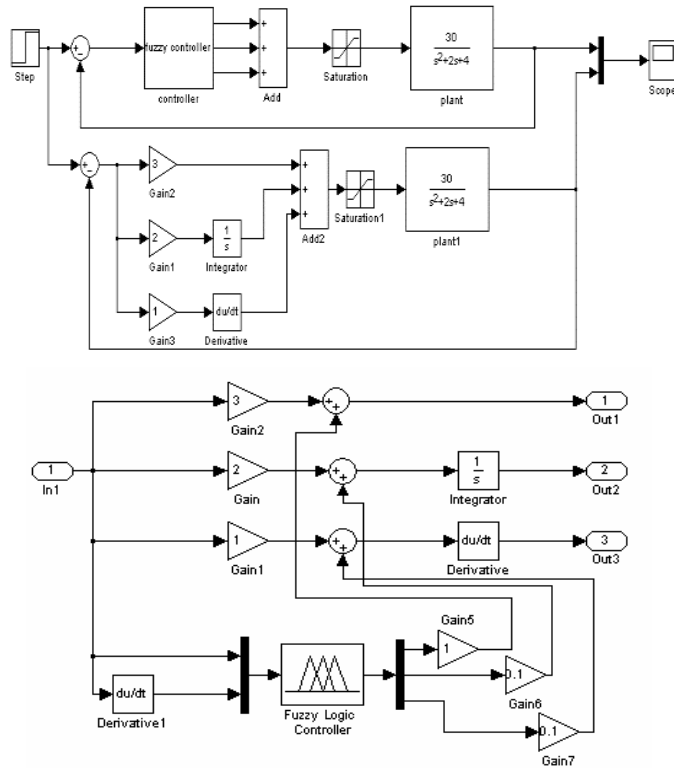 Step
fuzzy controller
controller
+
+
+
Add
Saturation
30
s²+2s+4
plant
Scope
+
-
+
-
3
Gain2
2
Gain1
1
s
Integrator
1
Gain3
du/dt
Derivative
+
+
+
Add2
Saturation1
30
s²+2s+4
plant1
1
In1
3
Gain2
+
+
1
Out1
2
Gain
+
+
1
s
Integrator
2
Out2
1
Gain1
+
+
du/dt
Derivative
3
Out3
du/dt
Derivative1
Fuzzy Logic
Controller
Gain5
1
0.1
Gain6
0.1
Gain7